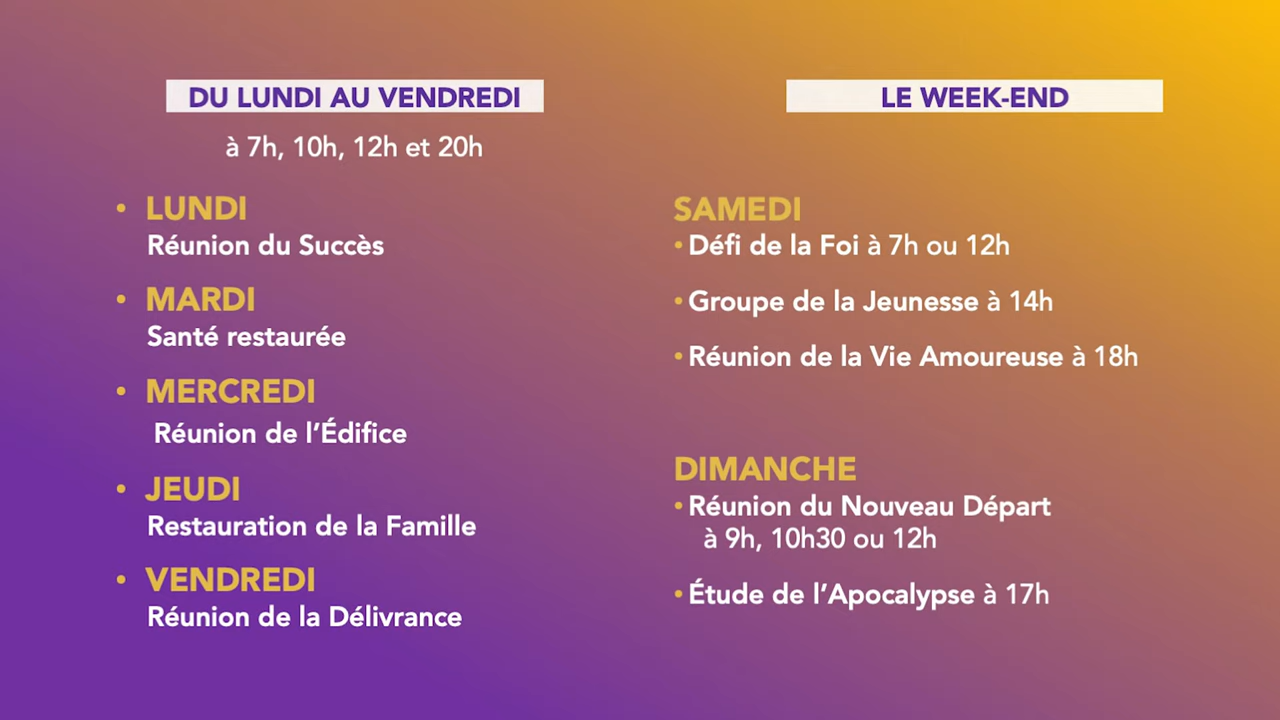 DU LUNDI AU VENDREDI
à 7h, 10h, 12h et 20h
• LUNDI
Réunion du Succès
• MARDI
Santé restaurée
• MERCREDI
Réunion de l’Édifice
• JEUDI
Restauration de la Famille
• VENDREDI
Réunion de la Délivrance
LE WEEK-END
SAMEDI
• Défi de la Foi à 7h ou 12h
• Groupe de la Jeunesse à 14h
• Réunion de la Vie Amoureuse à 18h
DIMANCHE
• Réunion du Nouveau Départ
à 9h, 10h30 ou 12h
• Étude de l’Apocalypse à 17h